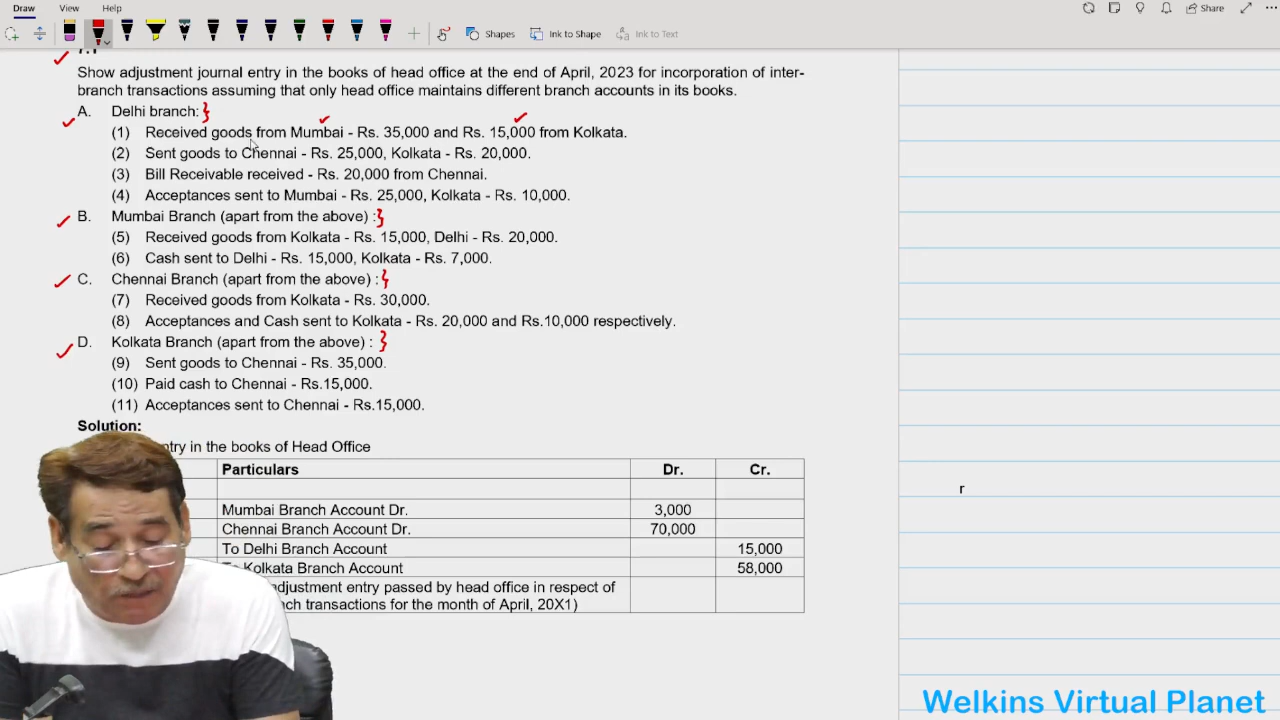 Draw View Help
Share
Shapes Ink to Shape Ink to Text
7.1
Show adjustment journal entry in the books of head office at the end of April, 2023 for incorporation of inter-
branch transactions assuming that only head office maintains different branch accounts in its books.
A. Delhi branch:
(1) Received goods from Mumbai - Rs. 35,000 and Rs. 15,000 from Kolkata.
(2) Sent goods to Chennai - Rs. 25,000, Kolkata - Rs. 20,000.
(3) Bill Receivable received - Rs. 20,000 from Chennai.
(4) Acceptances sent to Mumbai - Rs. 25,000, Kolkata - Rs. 10,000.
B. Mumbai Branch (apart from the above) :
(5) Received goods from Kolkata - Rs. 15,000, Delhi - Rs. 20,000.
(6) Cash sent to Delhi - Rs. 15,000, Kolkata - Rs. 7,000.
C. Chennai Branch (apart from the above) :
(7) Received goods from Kolkata - Rs. 30,000.
(8) Acceptances and Cash sent to Kolkata - Rs. 20,000 and Rs.10,000 respectively.
D. Kolkata Branch (apart from the above) :
(9) Sent goods to Chennai - Rs. 35,000.
(10) Paid cash to Chennai - Rs.15,000.
(11) Acceptances sent to Chennai - Rs.15,000.
Solution:
in the books of Head Office
Particulars Dr. Cr.
r
Mumbai Branch Account Dr. 3,000
Chennai Branch Account Dr. 70,000
To Delhi Branch Account 15,000
Kolkata Branch Account 58,000
adjustment entry passed by head office in respect of
transactions for the month of April, 20X1)
Welkins Virtual Planet